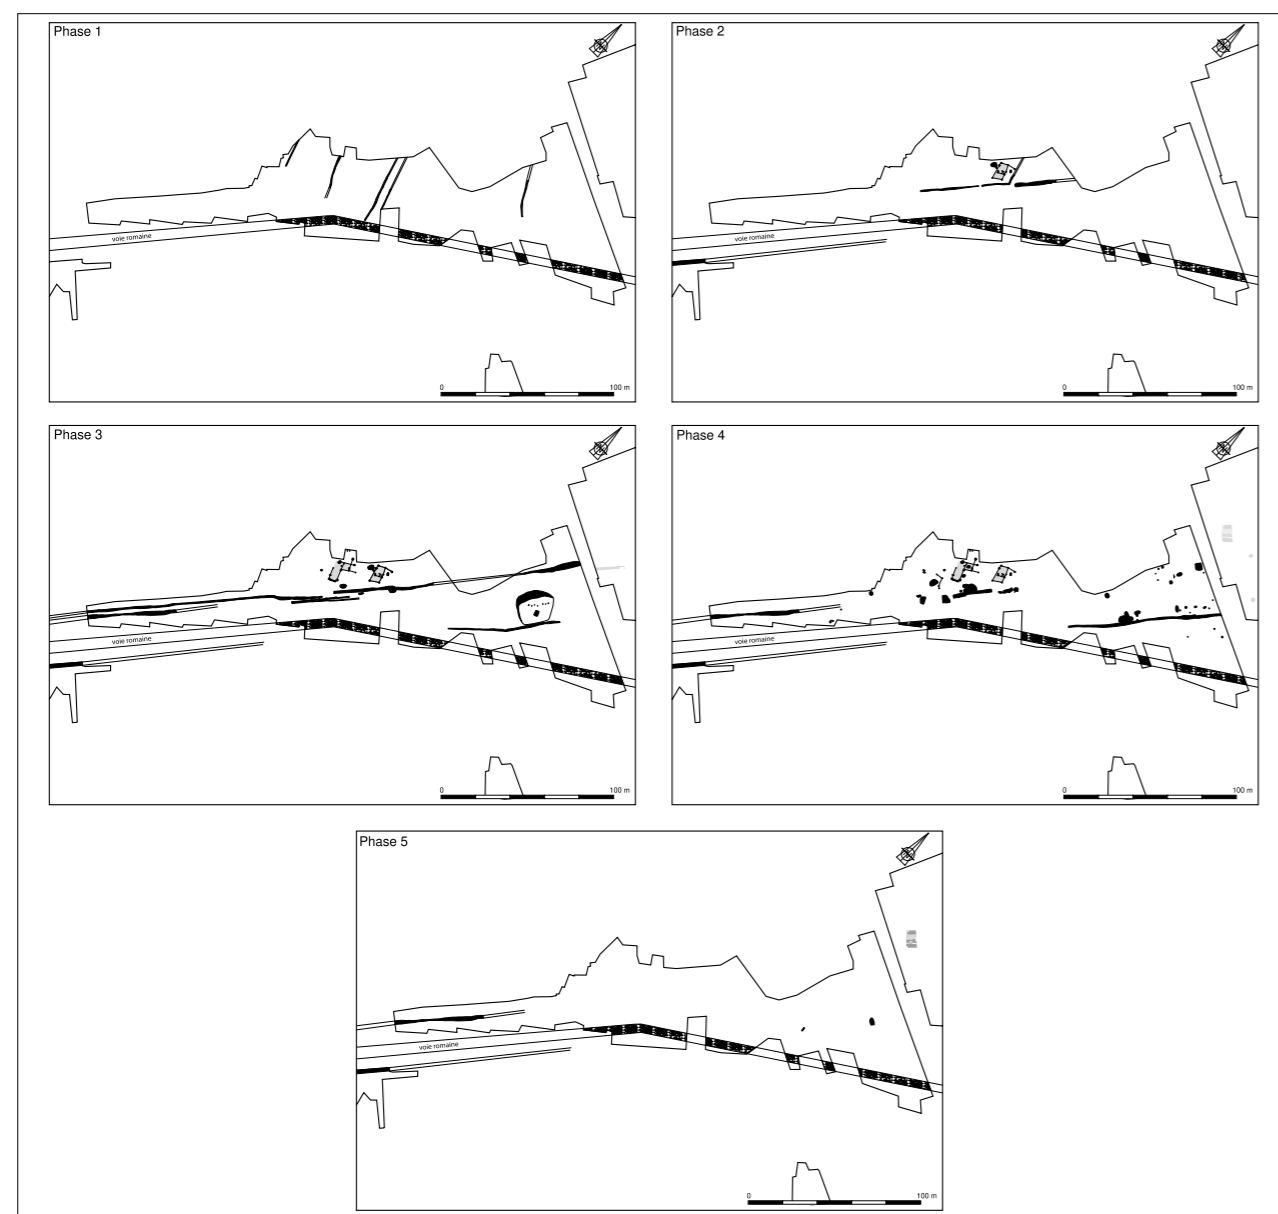 Phase 1
voie romaine
0 100 m
Phase 2
voie romaine
0 100 m
Phase 3
voie romaine
0 100 m
Phase 4
voie romaine
0 100 m
Phase 5
voie romaine
0 100 m